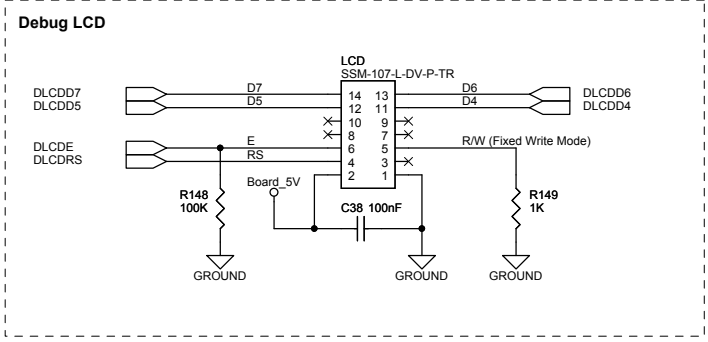 Debug LCD
LCD
SSM-107-L-DV-P-TR
DLCDD7 D7 14 13 D6 DLCDD6
DLCDD5 D5 12 11 D4 DLCDD4
10 9
8 7
DLCDE E 6 5 R/W (Fixed Write Mode)
DLCDRS RS 4 3
Board_5V 2 1
R148 C38 100nF R149
100K 1K
GROUND GROUND GROUND